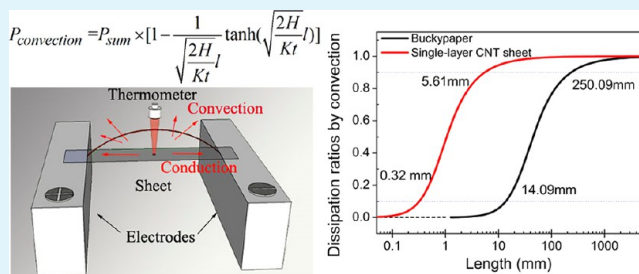 P_convection = P_sum × [1 - 1/(√(2H/Kt) l) tanh(√(2H/Kt) l)]
Thermometer
Convection
Conduction
Sheet
Electrodes
Buckypaper
Single-layer CNT sheet
5.61mm
250.09mm
0.32 mm
14.09mm
Dissipation ratios by convection
1.0
0.8
0.6
0.4
0.2
0.0
0.1 1 10 100 1000
Length (mm)